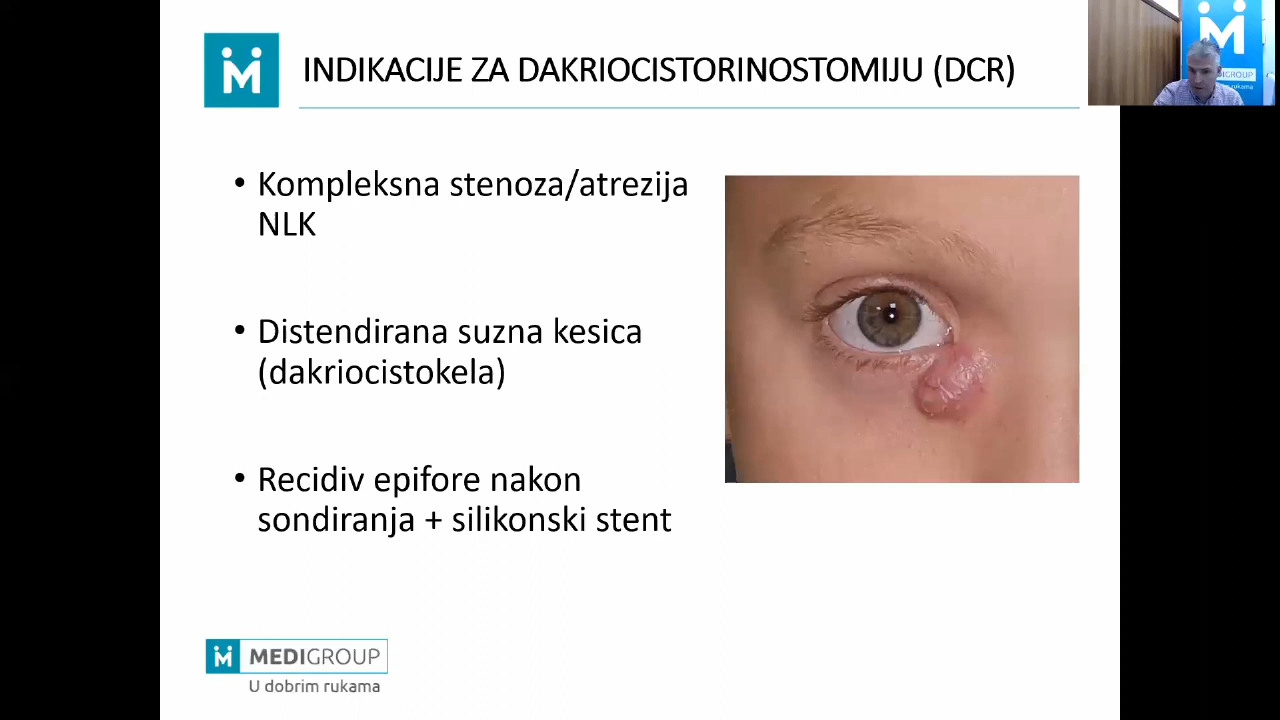 INDIKACIJE ZA DAKRIOCISTORINOSTOMIJU (DCR)
• Kompleksna stenoza/atrezija
NLK
• Distendirana suzna kesica
(dakriocistokela)
• Recidiv epifore nakon
sondiranja + silikonski stent
MEDIGROUP
U dobrim rukama